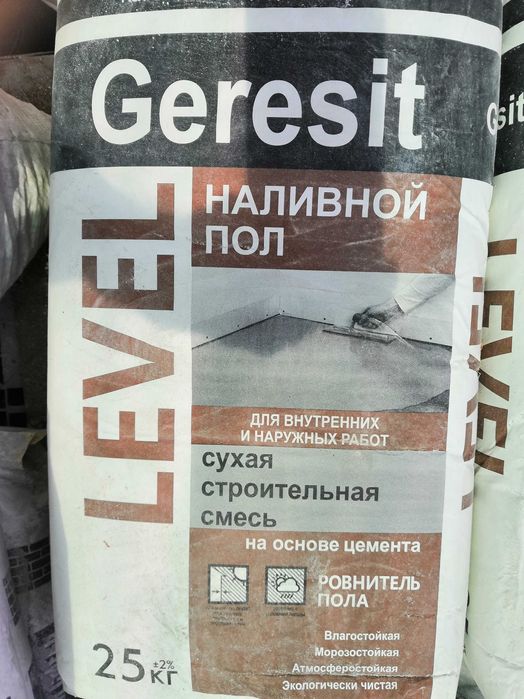 Geresit
LEVEL
НАЛИВНОЙ
ПОЛ
ДЛЯ ВНУТРЕННИХ
И НАРУЖНЫХ РАБОТ
сухая
строительная
смесь
на основе цемента
РОВНИТЕЛЬ
ПОЛА
Влагостойкая
Морозостойкая
Атмосферостойкая
Экологически чистая
25 ±2% КГ
sit
LEVEL